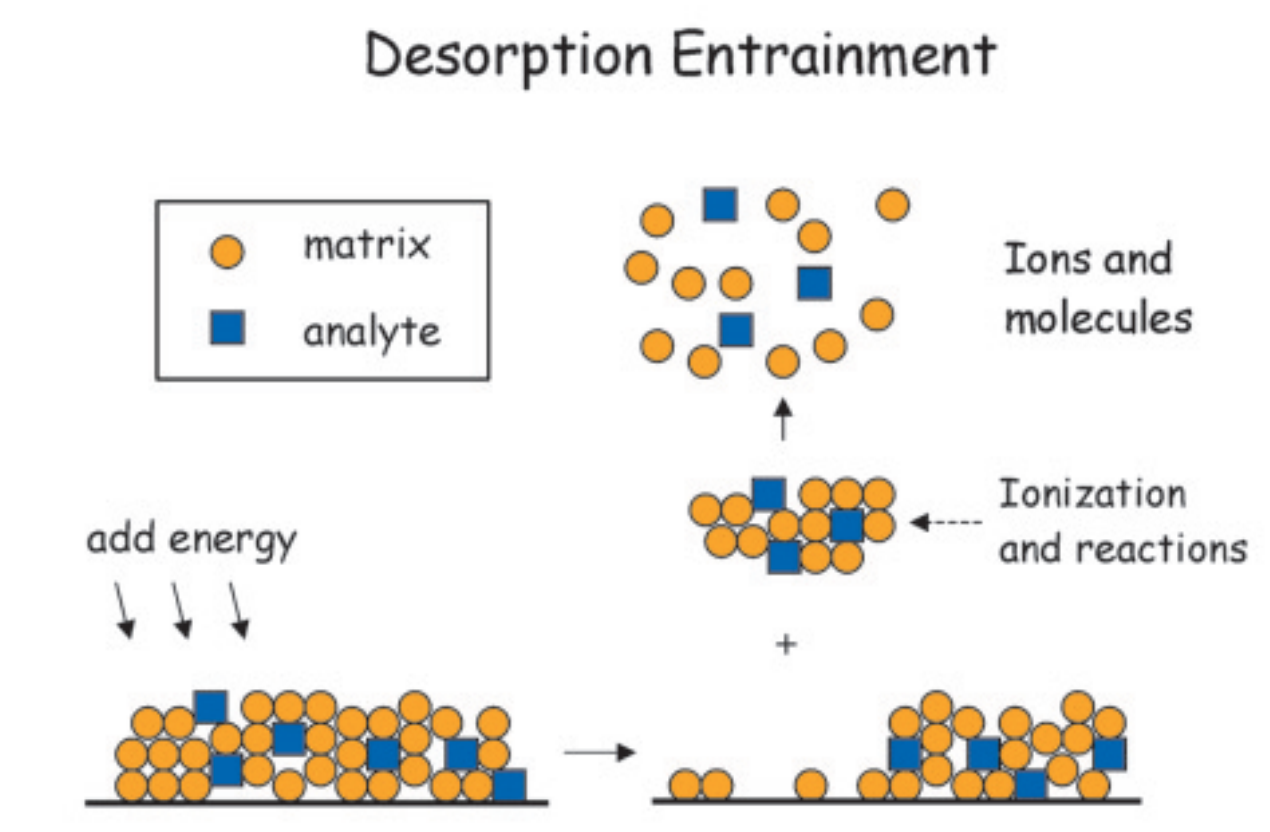 Desorption Entrainment
matrix
analyte
Ions and
molecules
Ionization
and reactions
add energy
+